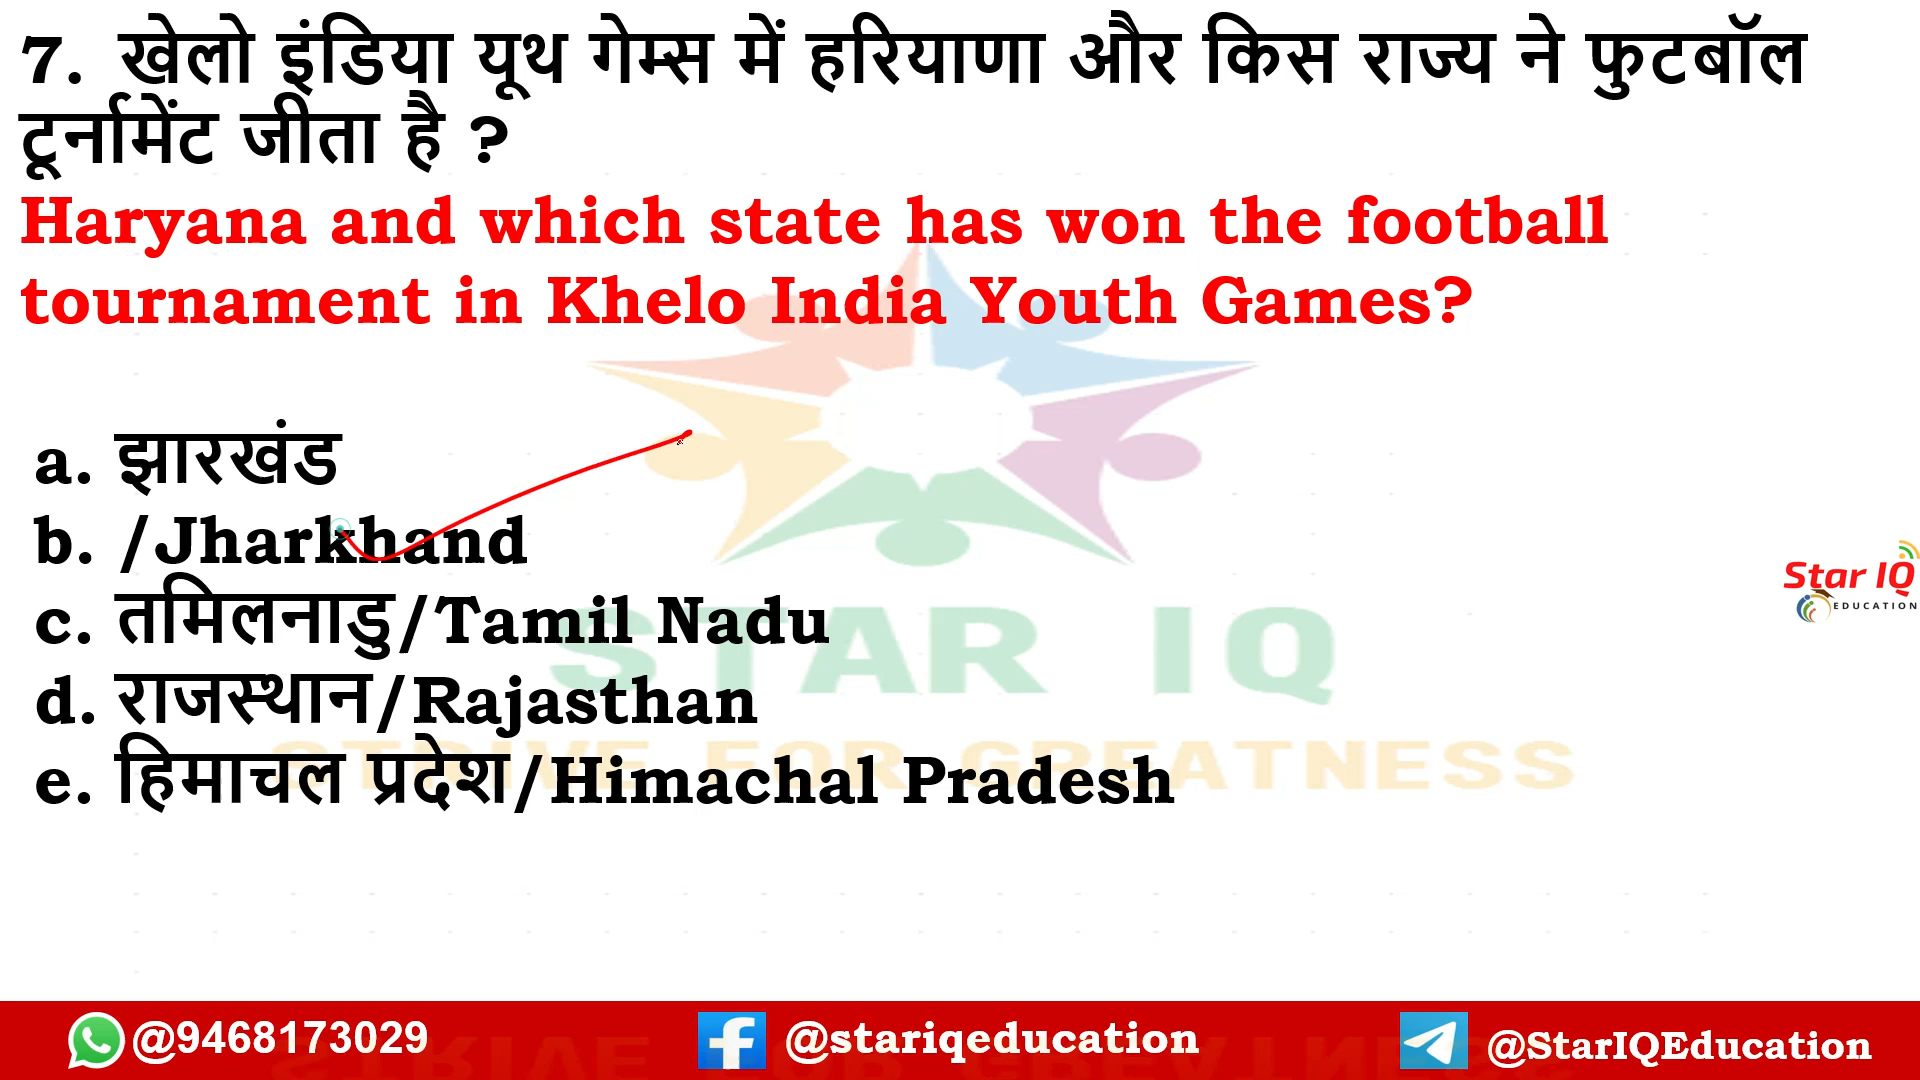 7. खेलो इंडिया यूथ गेम्स में हरियाणा और किस राज्य ने फुटबॉल
टूर्नामेंट जीता है ?
Haryana and which state has won the football
tournament in Khelo India Youth Games?
a. झारखंड
b. /Jharkhand
c. तमिलनाडु/Tamil Nadu
d. राजस्थान/Rajasthan
e. हिमाचल प्रदेश/Himachal Pradesh
STAR IQ
STRIVE FOR GREATNESS
Star IQ
EDUCATION
@9468173029
@stariqeducation
@StarIQEducation